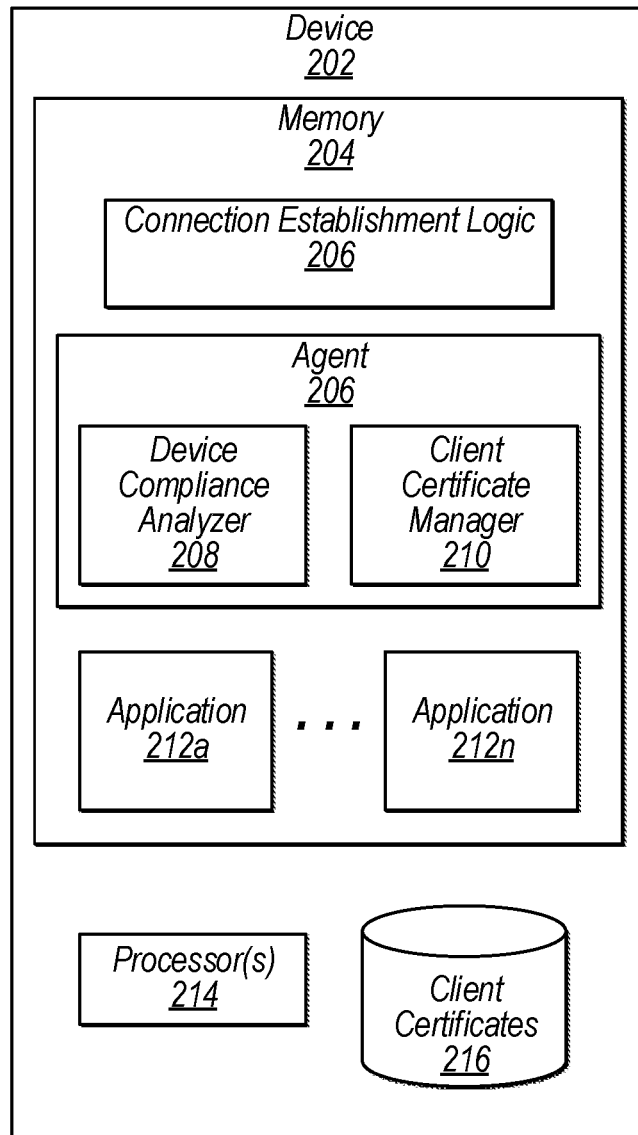 Device
202
Memory
204
Connection Establishment Logic
206
Agent
206
Device
Compliance
Analyzer
208
Client
Certificate
Manager
210
Application
212a
. . .
Application
212n
Processor(s)
214
Client
Certificates
216